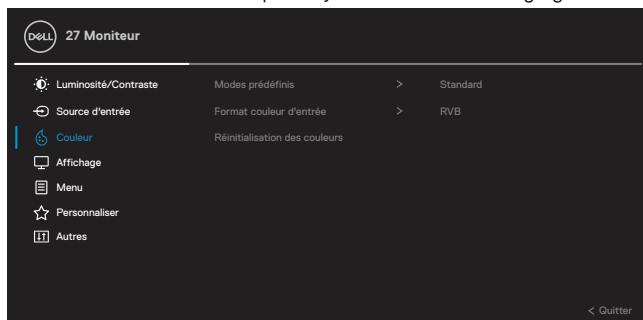 DELL 27 Moniteur
Luminosité/Contraste Modes prédéfinis > Standard
Source d'entrée Format couleur d'entrée > RVB
Couleur Réinitialisation des couleurs
Affichage
Menu
Personnaliser
Autres
< Quitter